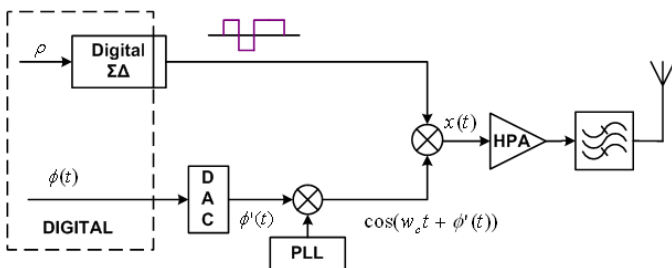 ρ
Digital
ΣΔ
x(t)
HPA
ϕ(t)
D
A
C
ϕ'(t)
cos(w_c t + ϕ'(t))
DIGITAL
PLL